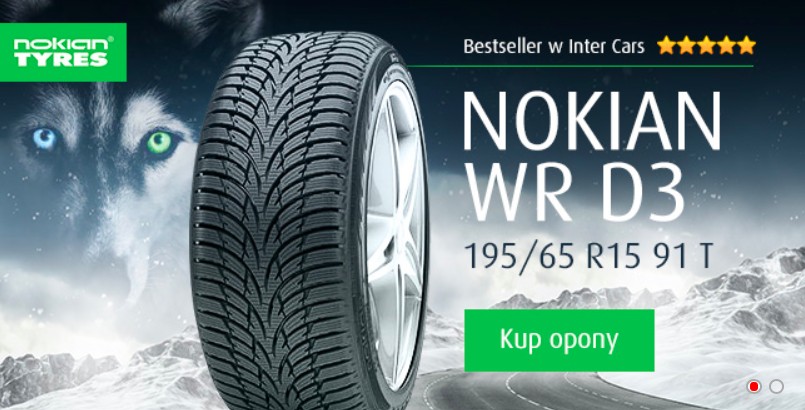 nokian®
TYRES
Bestseller w Inter Cars
NOKIAN
WR D3
195/65 R15 91 T
Kup opony